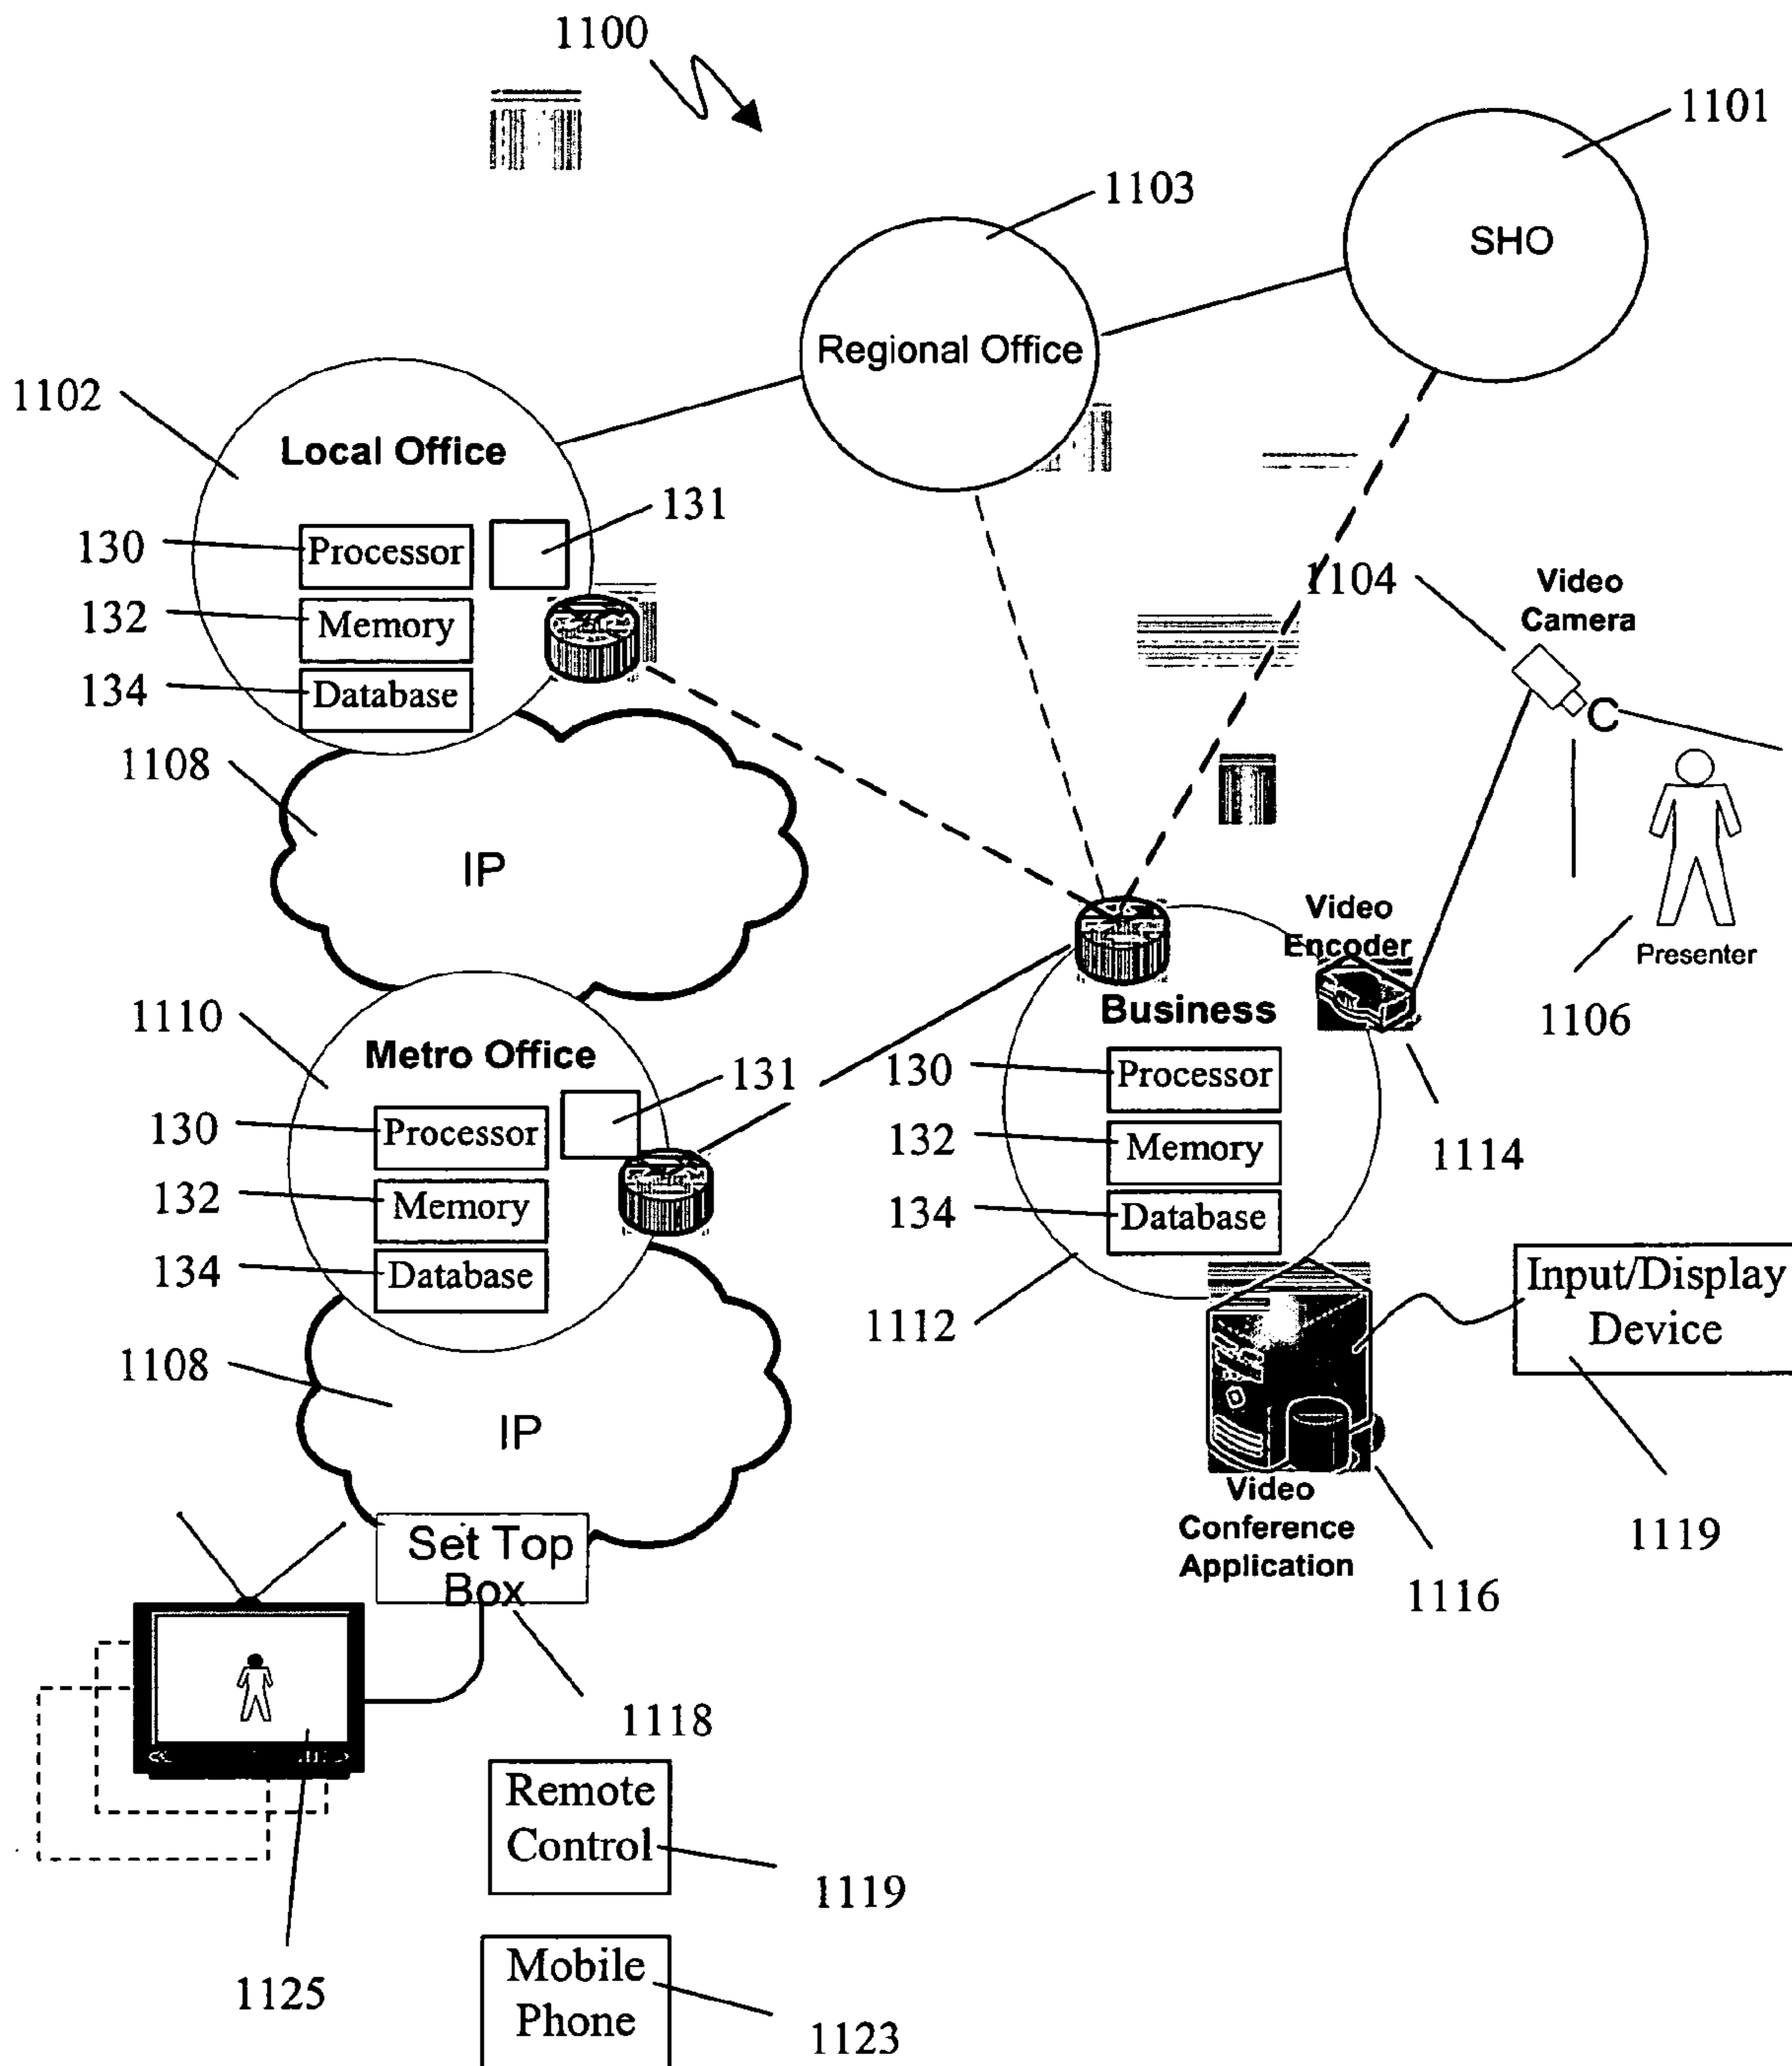 1100
1101
SHO
1103
Regional Office
1102
Local Office
131
130
Processor
132
Memory
134
Database
1104
Video
Camera
C
1108
IP
Presenter
1106
Video
Encoder
Business
1110
Metro Office
131
130
Processor
132
Memory
134
Database
130
Processor
132
Memory
134
Database
1114
1112
Input/Display
Device
1119
1108
IP
Video
Conference
Application
1116
Set Top
Box
1118
Remote
Control
1119
1125
Mobile
Phone
1123